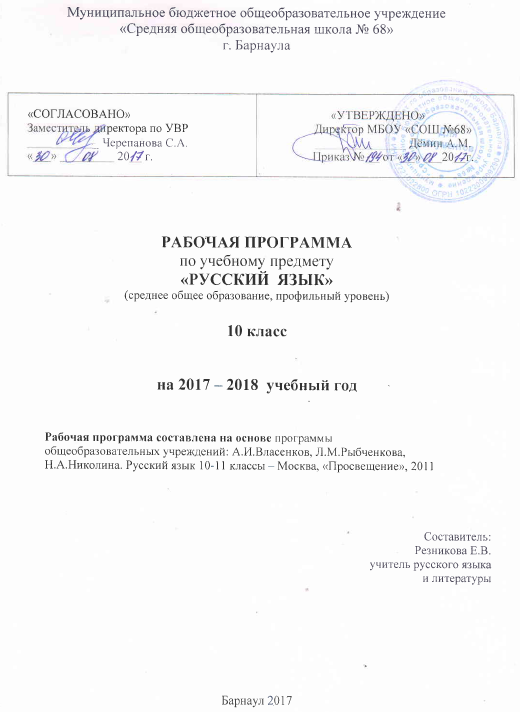 Муниципальное бюджетное общеобразовательное учреждение
«Средняя общеобразовательная школа № 68»
г. Барнаула
«СОГЛАСОВАНО»
Заместитель директора по УВР
Черепанова С.А.
«30» 08 2017 г.
«УТВЕРЖДЕНО»
Директор МБОУ «СОШ №68»
Демин А.М.
Приказ № 194 от «30» 08 2017г.
РАБОЧАЯ ПРОГРАММА
по учебному предмету
«РУССКИЙ ЯЗЫК»
(среднее общее образование, профильный уровень)
10 класс
на 2017 – 2018 учебный год
Рабочая программа составлена на основе программы
общеобразовательных учреждений: А.И.Власенков, Л.М.Рыбченкова,
Н.А.Николина. Русский язык 10-11 классы – Москва, «Просвещение», 2011
Составитель:
Резникова Е.В.
учитель русского языка
и литературы
Барнаул 2017